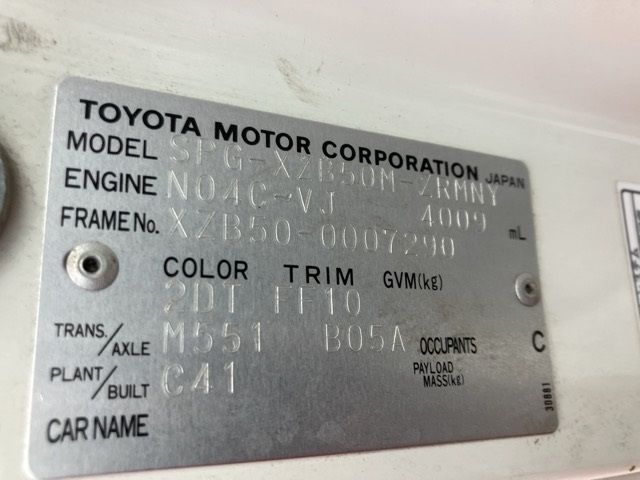 TOYOTA MOTOR CORPORATION JAPAN
MODEL SPG-XZB50M-ZRMNY
ENGINE N04C-VJ 4009 mL
FRAME No. XZB50-0007290
COLOR TRIM GVM(kg)
2DT FF10
TRANS./AXLE M551 B05A OCCUPANTS C
PLANT/BUILT C41 PAYLOAD MASS(kg)
CAR NAME
30881